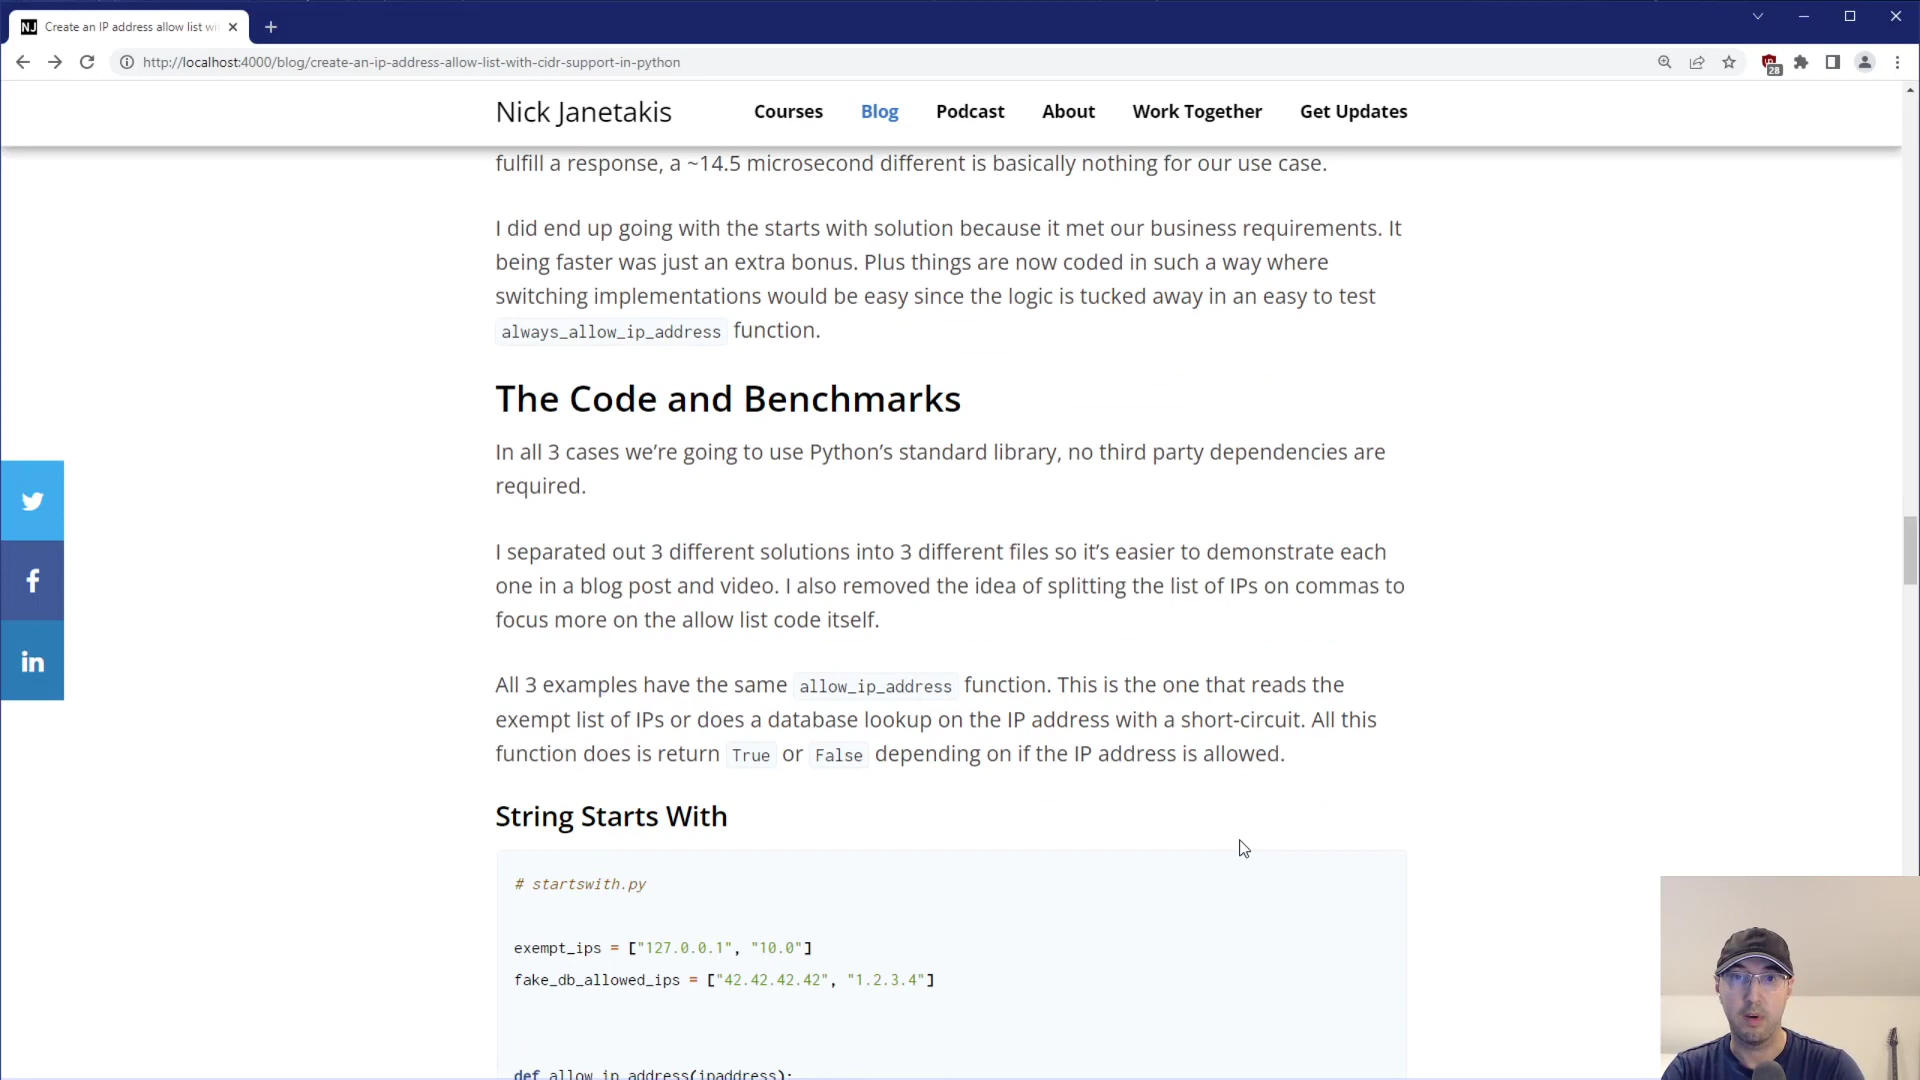 NJ Create an IP address allow list wi
http://localhost:4000/blog/create-an-ip-address-allow-list-with-cidr-support-in-python
28
Nick Janetakis Courses Blog Podcast About Work Together Get Updates
fulfill a response, a ~14.5 microsecond different is basically nothing for our use case.
I did end up going with the starts with solution because it met our business requirements. It
being faster was just an extra bonus. Plus things are now coded in such a way where
switching implementations would be easy since the logic is tucked away in an easy to test
always_allow_ip_address function.
The Code and Benchmarks
In all 3 cases we’re going to use Python’s standard library, no third party dependencies are
required.
I separated out 3 different solutions into 3 different files so it’s easier to demonstrate each
one in a blog post and video. I also removed the idea of splitting the list of IPs on commas to
focus more on the allow list code itself.
All 3 examples have the same allow_ip_address function. This is the one that reads the
exempt list of IPs or does a database lookup on the IP address with a short-circuit. All this
function does is return True or False depending on if the IP address is allowed.
String Starts With
# startswith.py
exempt_ips = ["127.0.0.1", "10.0"]
fake_db_allowed_ips = ["42.42.42.42", "1.2.3.4"]
def allow_ip_address(ipaddress):